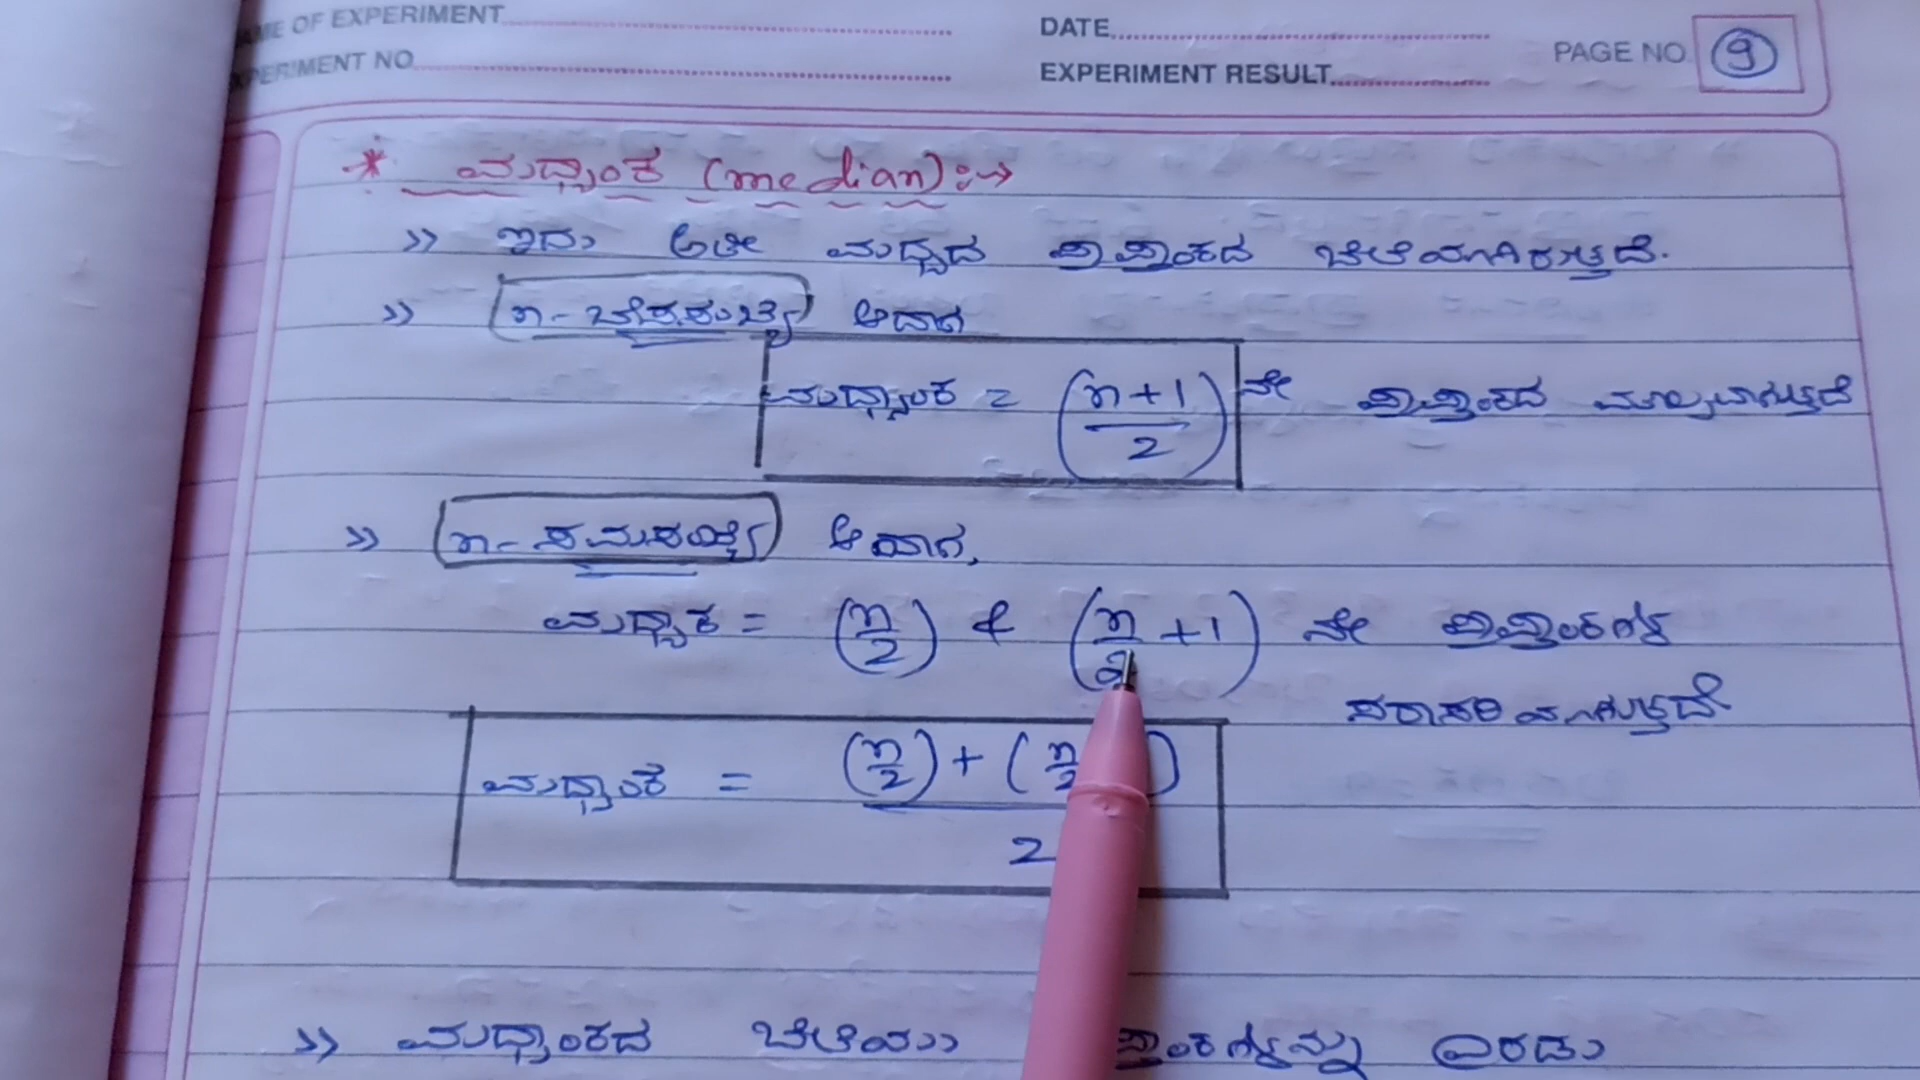 NAME OF EXPERIMENT
DATE
PAGE NO. 9
EXPERIMENT NO
EXPERIMENT RESULT
* ಮಧ್ಯಾಂಕ (median) :→
>> ಇದು ಅತೀ ಮಧ್ಯದ ಪ್ರಾಪ್ತಾಂಕದ ಬೆಲೆಯಾಗಿರುತ್ತದೆ.
>> n - ಬೆಸಸಂಖ್ಯೆ ಆದಾಗ
ಮಧ್ಯಾಂಕ = (n+1/2) ನೇ ಪ್ರಾಪ್ತಾಂಕದ ಮೌಲ್ಯವಾಗುತ್ತದೆ
>> n - ಸಮಸಂಖ್ಯೆ ಆದಾಗ,
ಮಧ್ಯಾಂಕ = (n/2) & (n/2 +1) ನೇ ಪ್ರಾಪ್ತಾಂಕಗಳ
ಸರಾಸರಿಯಾಗುತ್ತದೆ
ಮಧ್ಯಾಂಕ = (n/2) + (n/2 ) / 2
>> ಮಧ್ಯಾಂಕದ ಬೆಲೆಯು ಪ್ತಾಂಕಗಳನ್ನು ಎರಡು